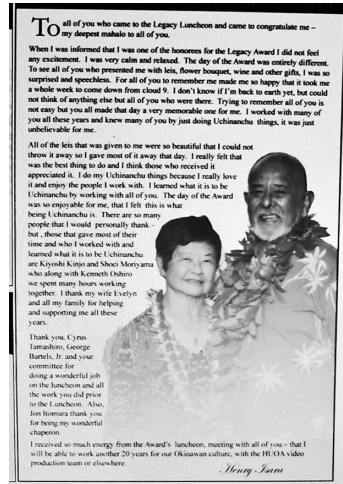 To all of you who came to the Legacy Luncheon and came to congratulate me –
my deepest mahalo to all of you.
When I was informed that I was one of the honorees for the Legacy Award I did not feel
any excitement. I was very calm and relaxed. The day of the Award was entirely different.
To see all of you who presented me with leis, flower bouquet, wine and other gifts, I was so
surprised and speechless. For all of you to remember me made me so happy that it took me
a whole week to come down from cloud 9. I don't know if I'm back to earth yet, but could
not think of anything else but all of you who were there. Trying to remember all of you is
not easy but you all made that day a very memorable one for me. I worked with many of
you all these years and knew many of you by just doing Uchinanchu things, it was just
unbelievable for me.
All of the leis that was given to me were so beautiful that I could not
throw it away so I gave most of it away that day. I really felt that
was the best thing to do and I think those who received it
appreciated it. I do my Uchinanchu things because I really love
it and enjoy the people I work with. I learned what it is to be
Uchinanchu by working with all of you. The day of the Award
was so enjoyable for me, that I felt this is what
being Uchinanchu is. There are so many
people that I would personally thank –
but, those that gave most of their
time and who I worked with and
learned what it is to be Uchinanchu
are Kiyoshi Kinjo and Shoei Moriyama
who along with Kenneth Oshiro
we spent many hours working
together. I thank my wife Evelyn
and all my family for helping
and supporting me all these
years.
Thank you, Cyrus
Tamashiro, George
Bartels, Jr. and your
committee for
doing a wonderful job
on the luncheon and all
the work you did prior
to the Luncheon. Also,
Jon Itomura thank you
for being my wonderful
chaperon.
I received so much energy from the Award's luncheon, meeting with all of you – that I
will be able to work another 20 years for our Okinawan culture, with the HUOA video
production team or elsewhere.
Henry Isara